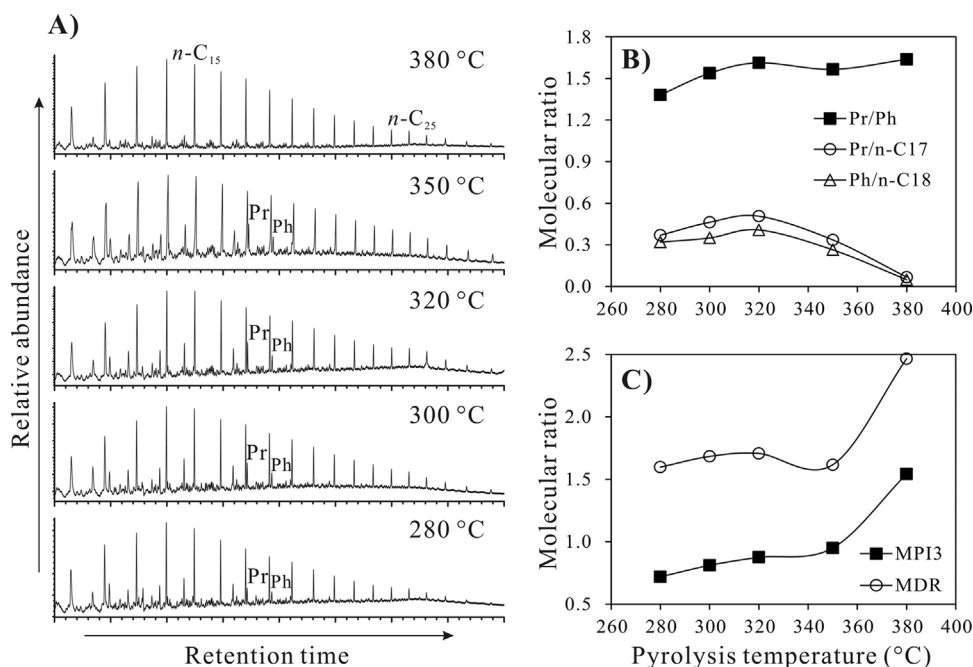 A)
Relative abundance
380 °C
n-C15
n-C25
350 °C
Pr
Ph
320 °C
Pr
Ph
300 °C
Pr
Ph
280 °C
Pr
Ph
Retention time
B)
Molecular ratio
1.8
1.5
1.2
0.9
0.6
0.3
0.0
Pr/Ph
Pr/n-C17
Ph/n-C18
260 280 300 320 340 360 380 400
C)
Molecular ratio
2.5
2.0
1.5
1.0
0.5
MPI3
MDR
260 280 300 320 340 360 380 400
Pyrolysis temperature (°C)